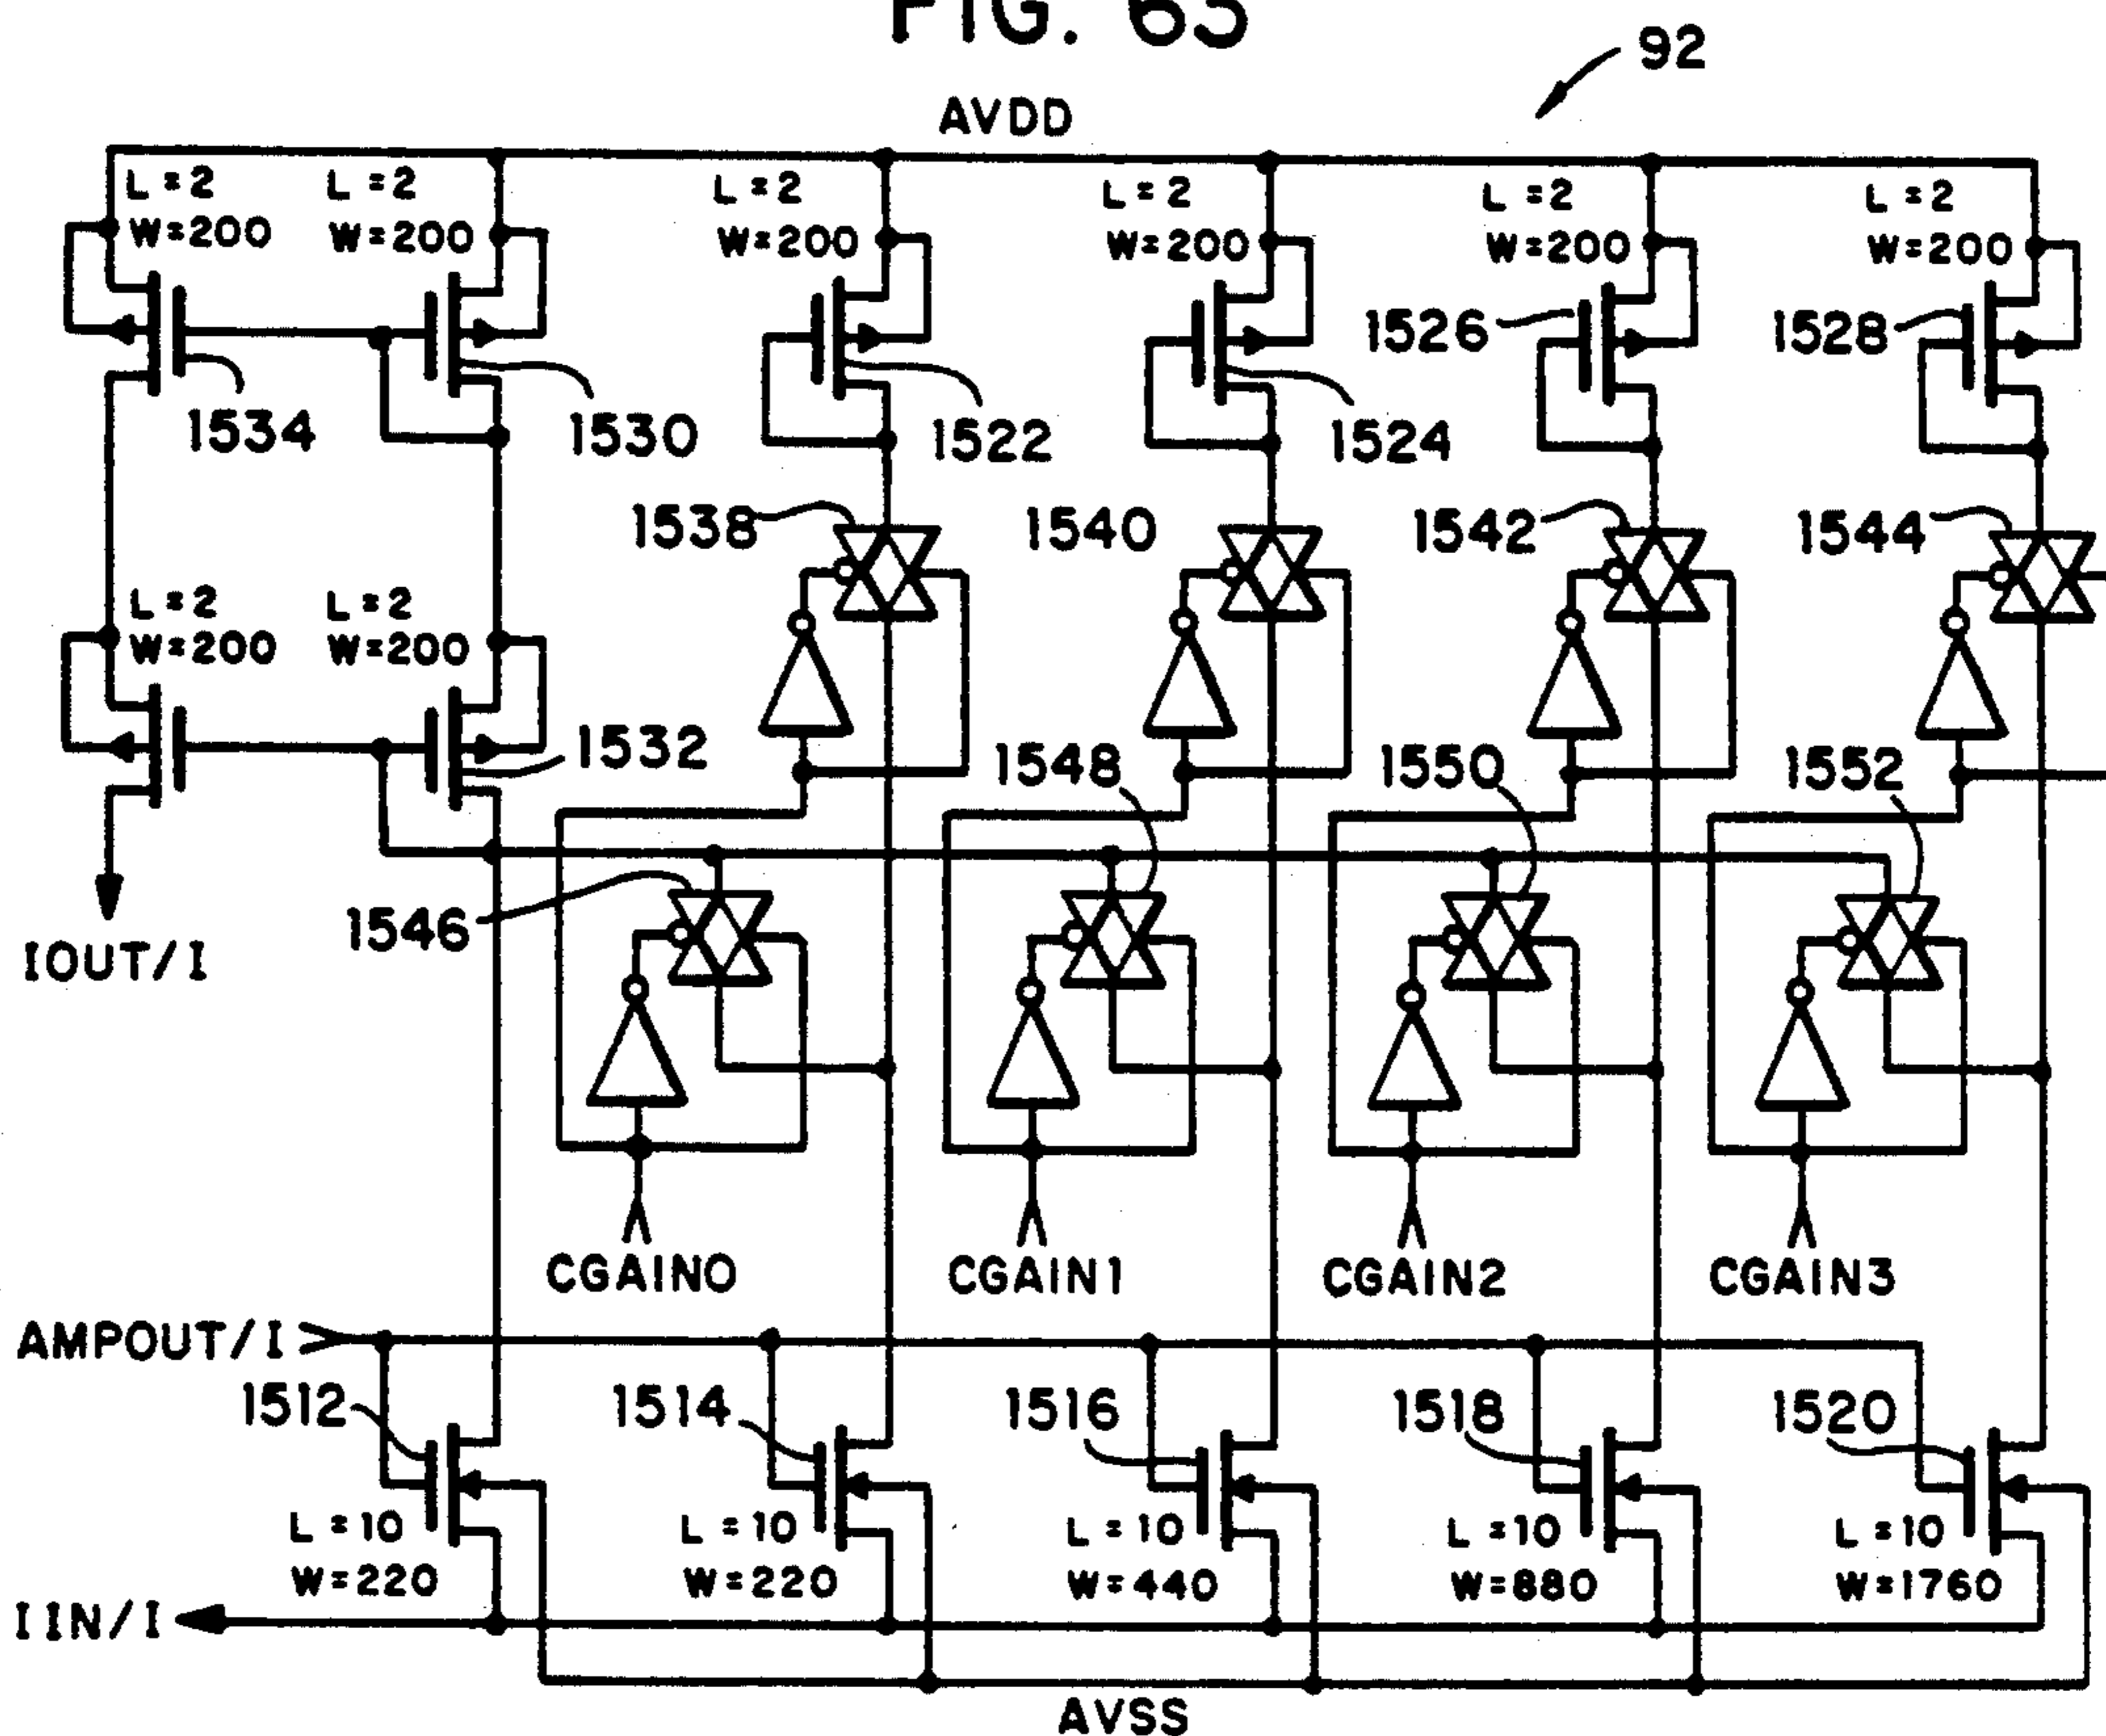 FIG. 63
92
AVDD
L=2 L=2 L=2 L=2 L=2 L=2
W=200 W=200 W=200 W=200 W=200 W=200
1526 1528
1534 1530 1522 1524
1538 1540 1542 1544
L=2 L=2
W=200 W=200
1532 1548 1550 1552
1546
IOUT/I
CGAIN0 CGAIN1 CGAIN2 CGAIN3
AMPOUT/I
1512 1514 1516 1518 1520
L=10 L=10 L=10 L=10 L=10
W=220 W=220 W=440 W=880 W=1760
IIN/I
AVSS